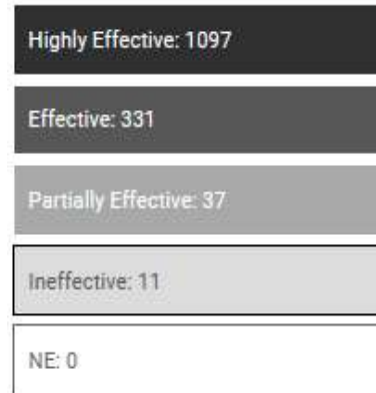 Highly Effective: 1097
Effective: 331
Partially Effective: 37
Ineffective: 11
NE: 0